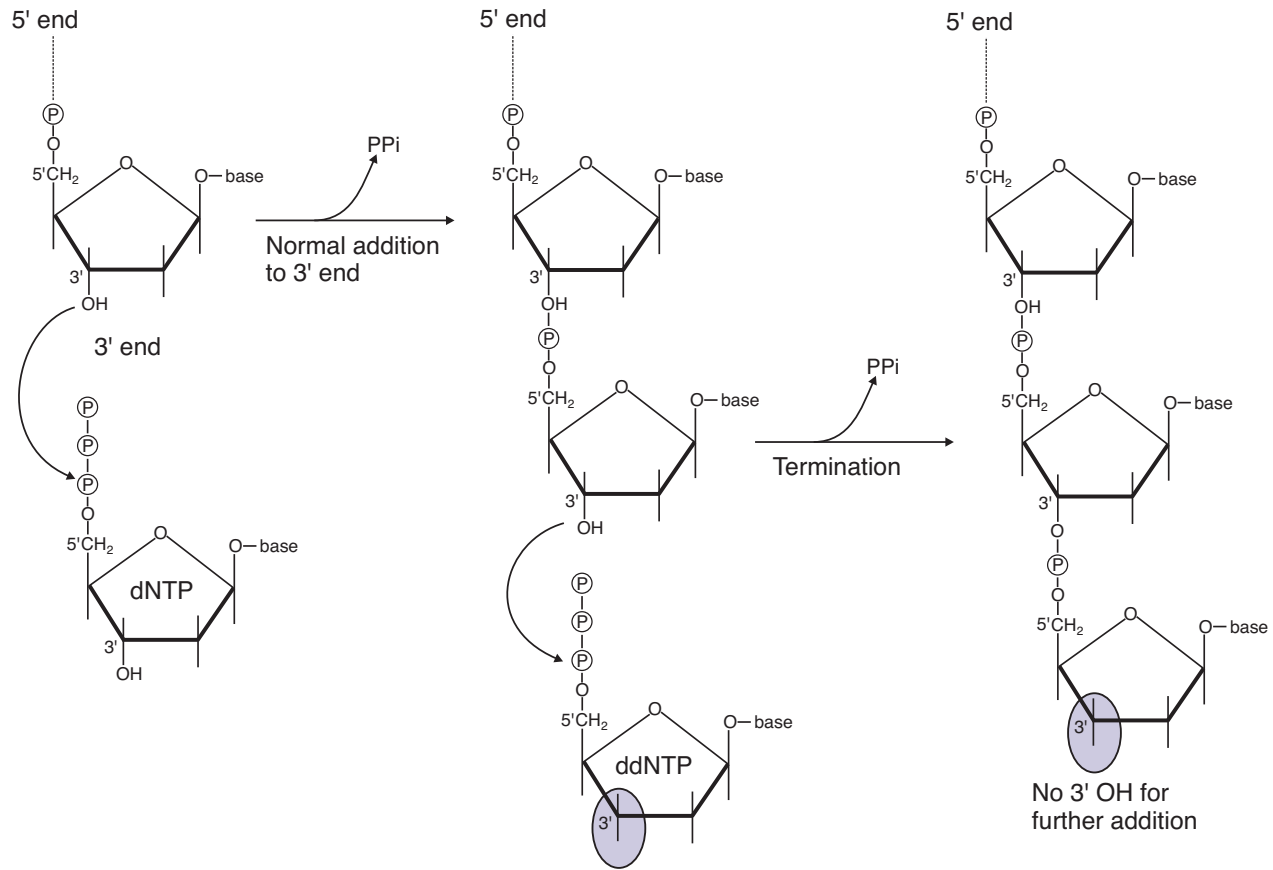 5' end
P
O
5'CH2
O
O–base
3'
OH
3' end
P
P
P
O
5'CH2
O
O–base
dNTP
3'
OH
PPi
Normal addition
to 3' end
5' end
P
O
5'CH2
O
O–base
3'
OH
P
O
5'CH2
O
O–base
3'
OH
P
P
P
O
5'CH2
O
O–base
ddNTP
3'
PPi
Termination
5' end
P
O
5'CH2
O
O–base
3'
OH
P
O
5'CH2
O
O–base
3'
O
P
O
5'CH2
O
O–base
3'
No 3' OH for
further addition